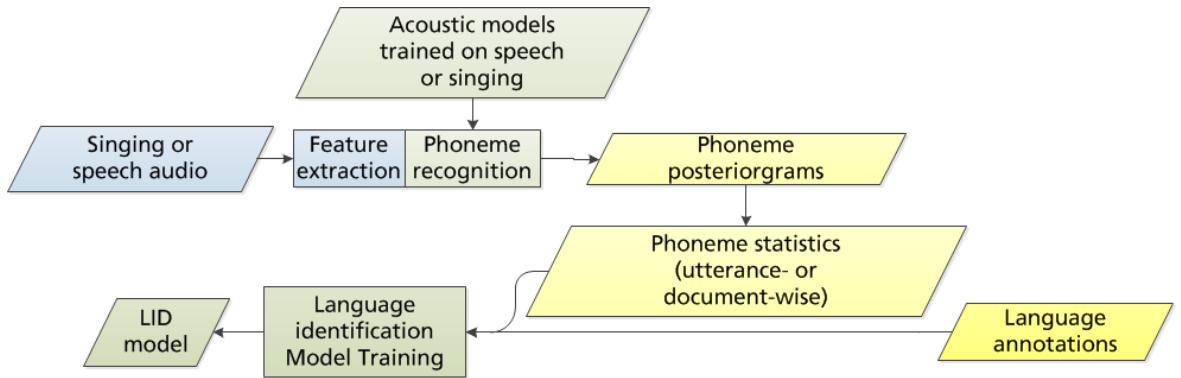 Acoustic models
trained on speech
or singing
Singing or
speech audio
Feature
extraction
Phoneme
recognition
Phoneme
posteriorgrams
Phoneme statistics
(utterance- or
document-wise)
LID
model
Language
identification
Model Training
Language
annotations